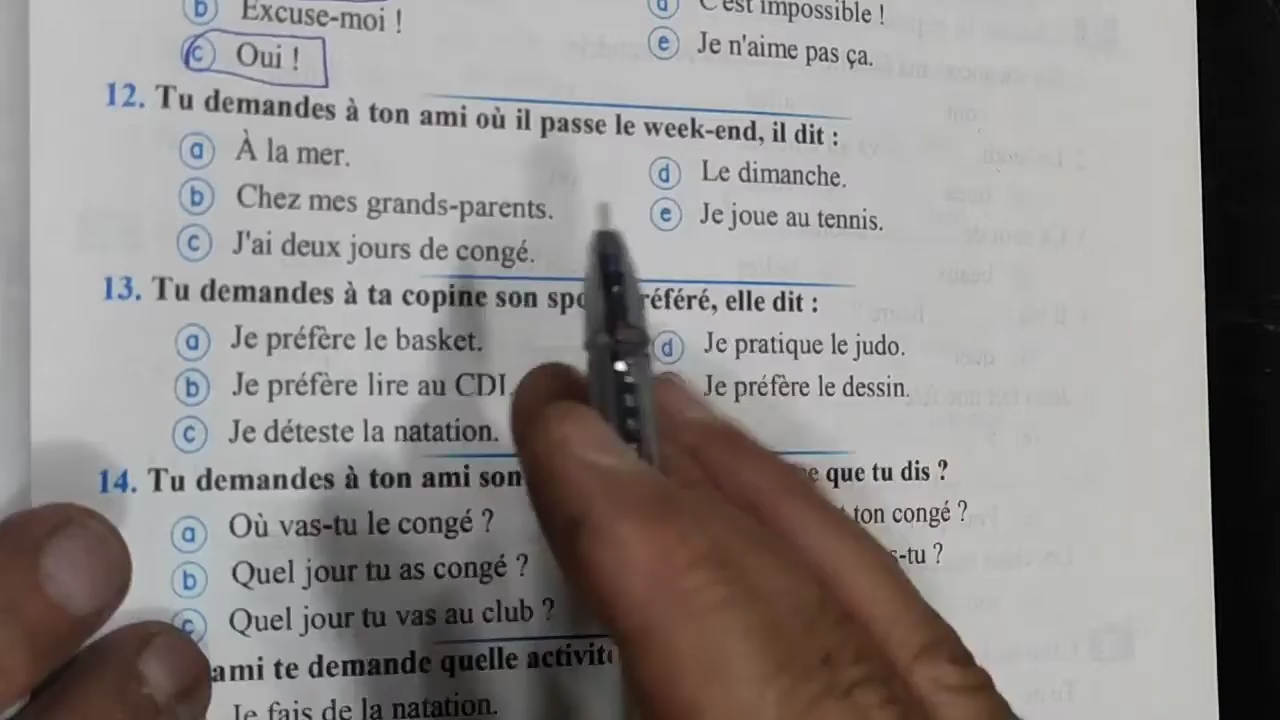 b Excuse-moi !
d C'est impossible !
c Oui !
e Je n'aime pas ça.
12. Tu demandes à ton ami où il passe le week-end, il dit :
a À la mer.
d Le dimanche.
b Chez mes grands-parents.
e Je joue au tennis.
c J'ai deux jours de congé.
13. Tu demandes à ta copine son elle dit :
a Je préfère le basket.
d Je pratique le judo.
b Je préfère lire au CDI.
Je préfère le dessin.
c Je déteste la natation.
14. Tu demandes à ton ami son que tu dis ?
a Où vas-tu le congé ?
ton congé ?
b Quel jour tu as congé ?
-tu ?
c Quel jour tu vas au club ?
ami te demande quelle
Je fais de la natation.